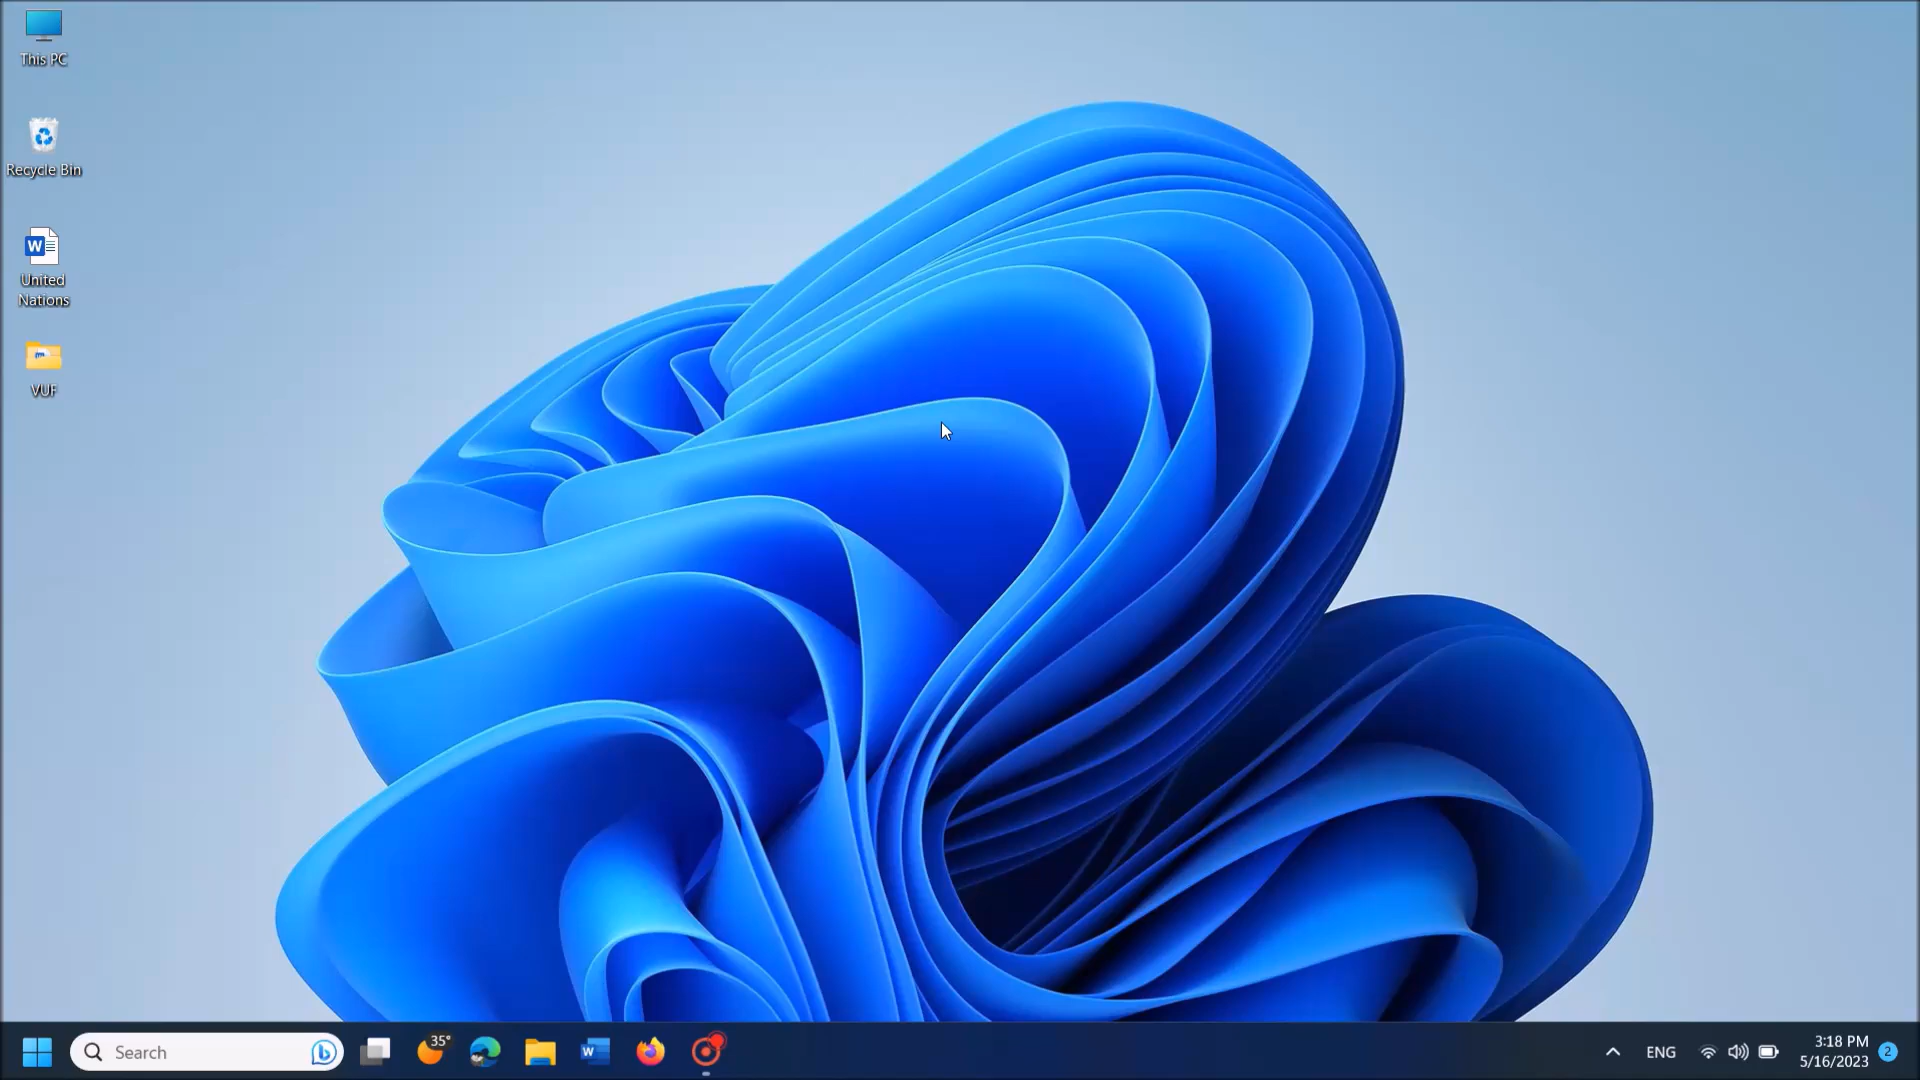 This PC
Recycle Bin
W
United
Nations
VUF
Search
35°
W
ENG
3:18 PM
5/16/2023
2